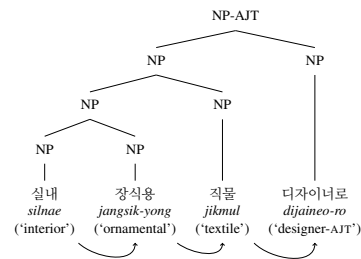 NP-AJT
NP NP
NP NP
NP NP
실내 장식용 직물 디자이너로
silnae jangsik-yong jikmul dijaineo-ro
(‘interior’) (‘ornamental’) (‘textile’) (‘designer-AJT’)